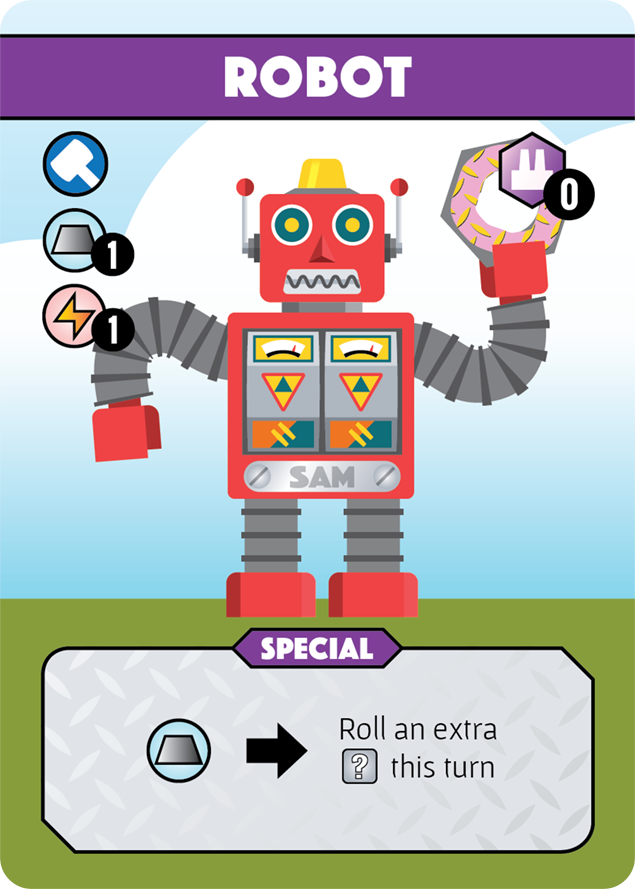 ROBOT
0
1
1
SAM
SPECIAL
Roll an extra
? this turn